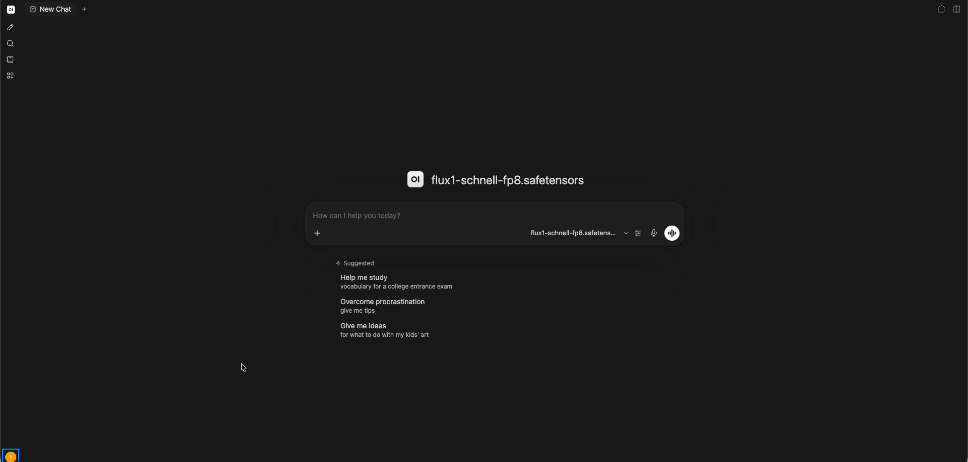 OI
New Chat
OI flux1-schnell-fp8.safetensors
How can I help you today?
flux1-schnell-fp8.safetens...
Suggested
Help me study
vocabulary for a college entrance exam
Overcome procrastination
give me tips
Give me ideas
for what to do with my kids' art